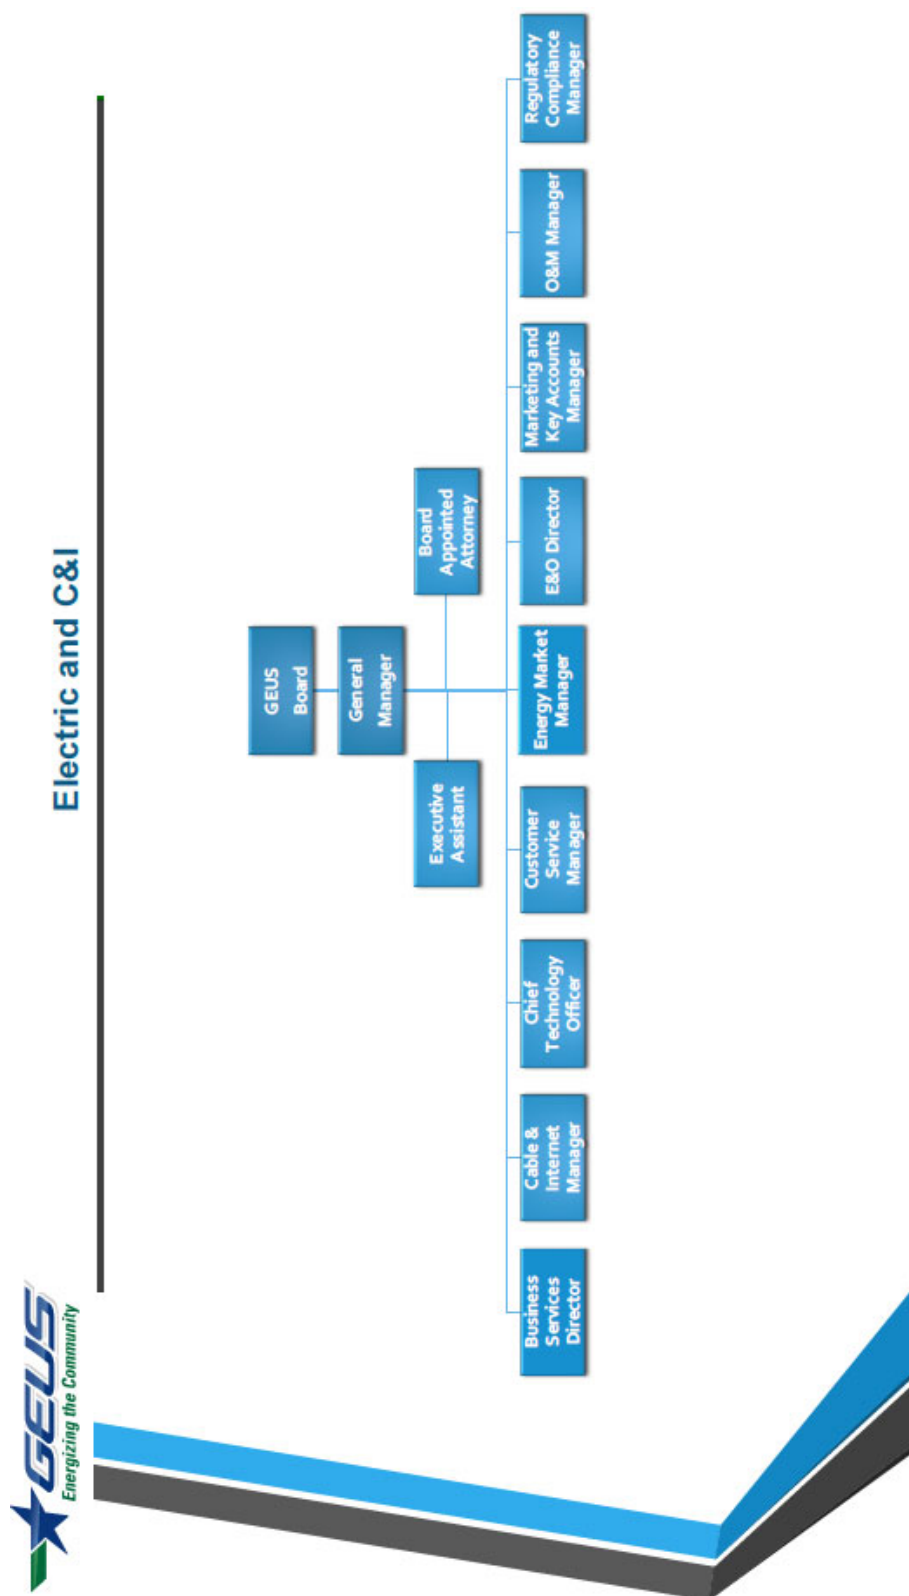 GEUS
Energizing the Community
Electric and C&I
GEUS
Board
General
Manager
Executive
Assistant
Board
Appointed
Attorney
Business
Services
Director
Cable &
Internet
Manager
Chief
Technology
Officer
Customer
Service
Manager
Energy Market
Manager
E&O Director
Marketing and
Key Accounts
Manager
O&M Manager
Regulatory
Compliance
Manager